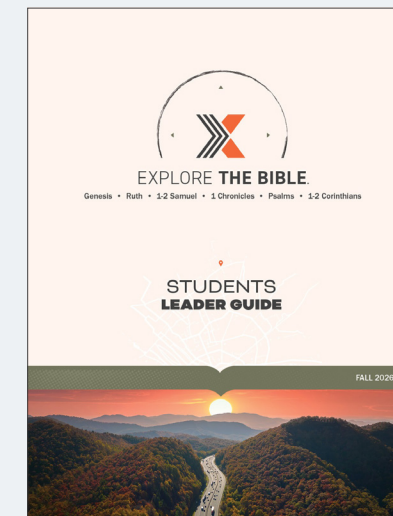 EXPLORE THE BIBLE.
Genesis • Ruth • 1-2 Samuel • 1 Chronicles • Psalms • 1-2 Corinthians
STUDENTS
LEADER GUIDE
FALL 2026